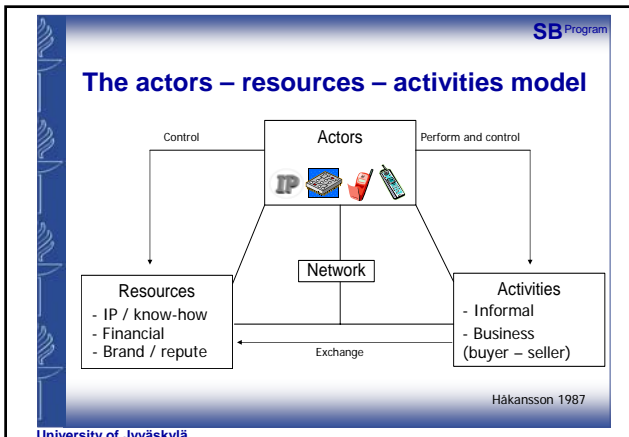 SB Program
The actors – resources – activities model
Control
Actors
Perform and control
IP
Network
Resources
- IP / know-how
- Financial
- Brand / repute
Activities
- Informal
- Business
(buyer – seller)
Exchange
Håkansson 1987
University of Jyväskylä